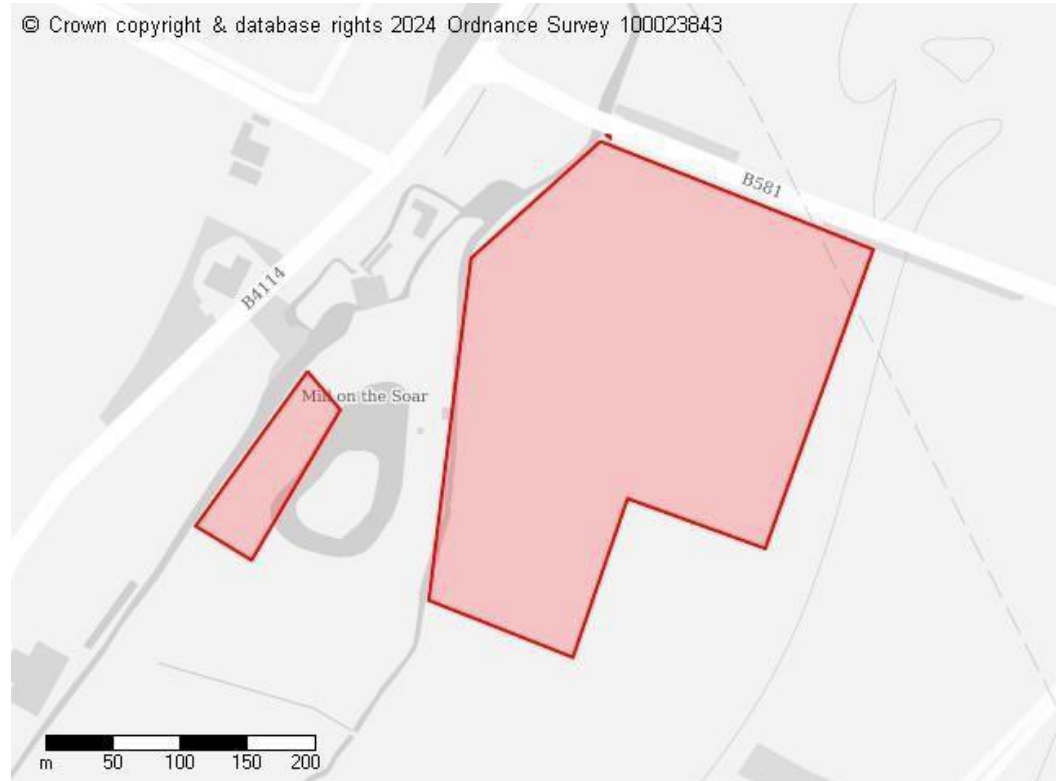 © Crown copyright & database rights 2024 Ordnance Survey 100023843
B581
B4114
Mill on the Soar
m 50 100 150 200